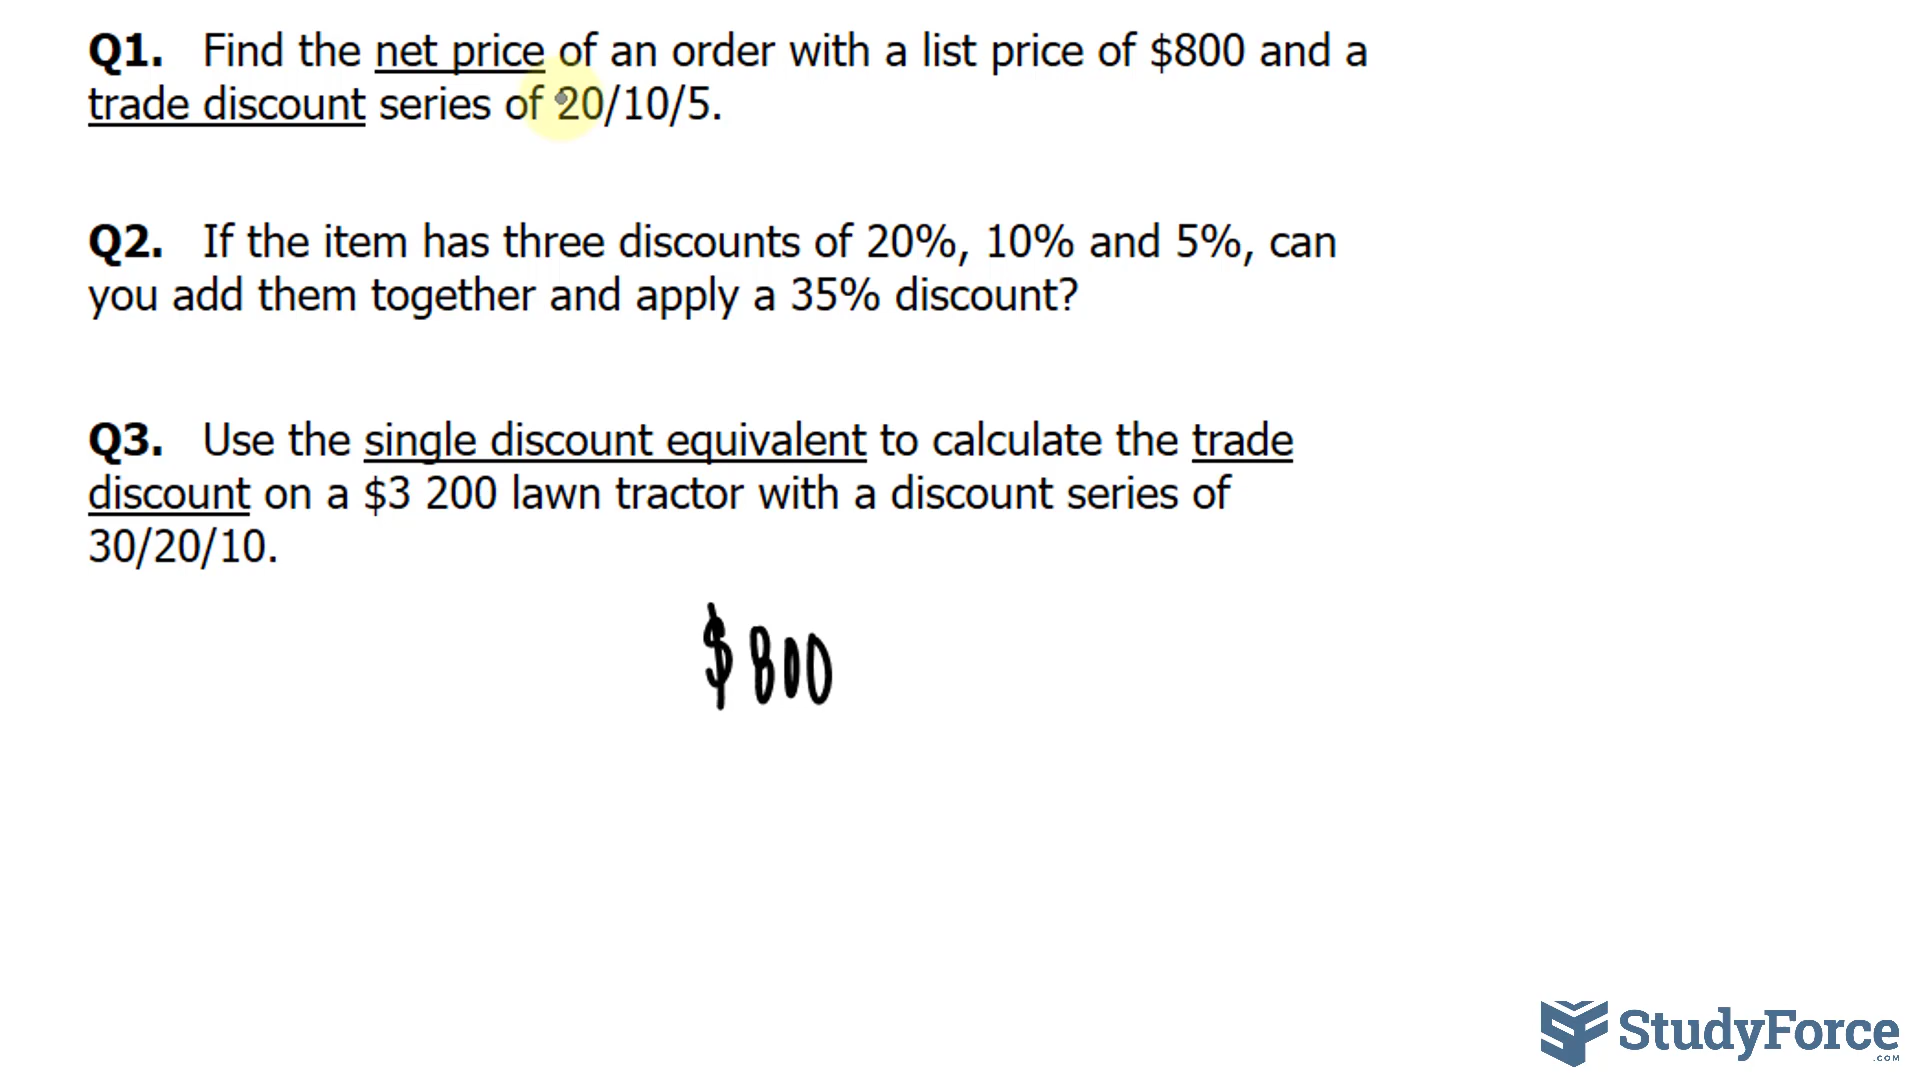 Q1. Find the net price of an order with a list price of $800 and a
trade discount series of 20/10/5.
Q2. If the item has three discounts of 20%, 10% and 5%, can
you add them together and apply a 35% discount?
Q3. Use the single discount equivalent to calculate the trade
discount on a $3 200 lawn tractor with a discount series of
30/20/10.
$800
StudyForce
.COM